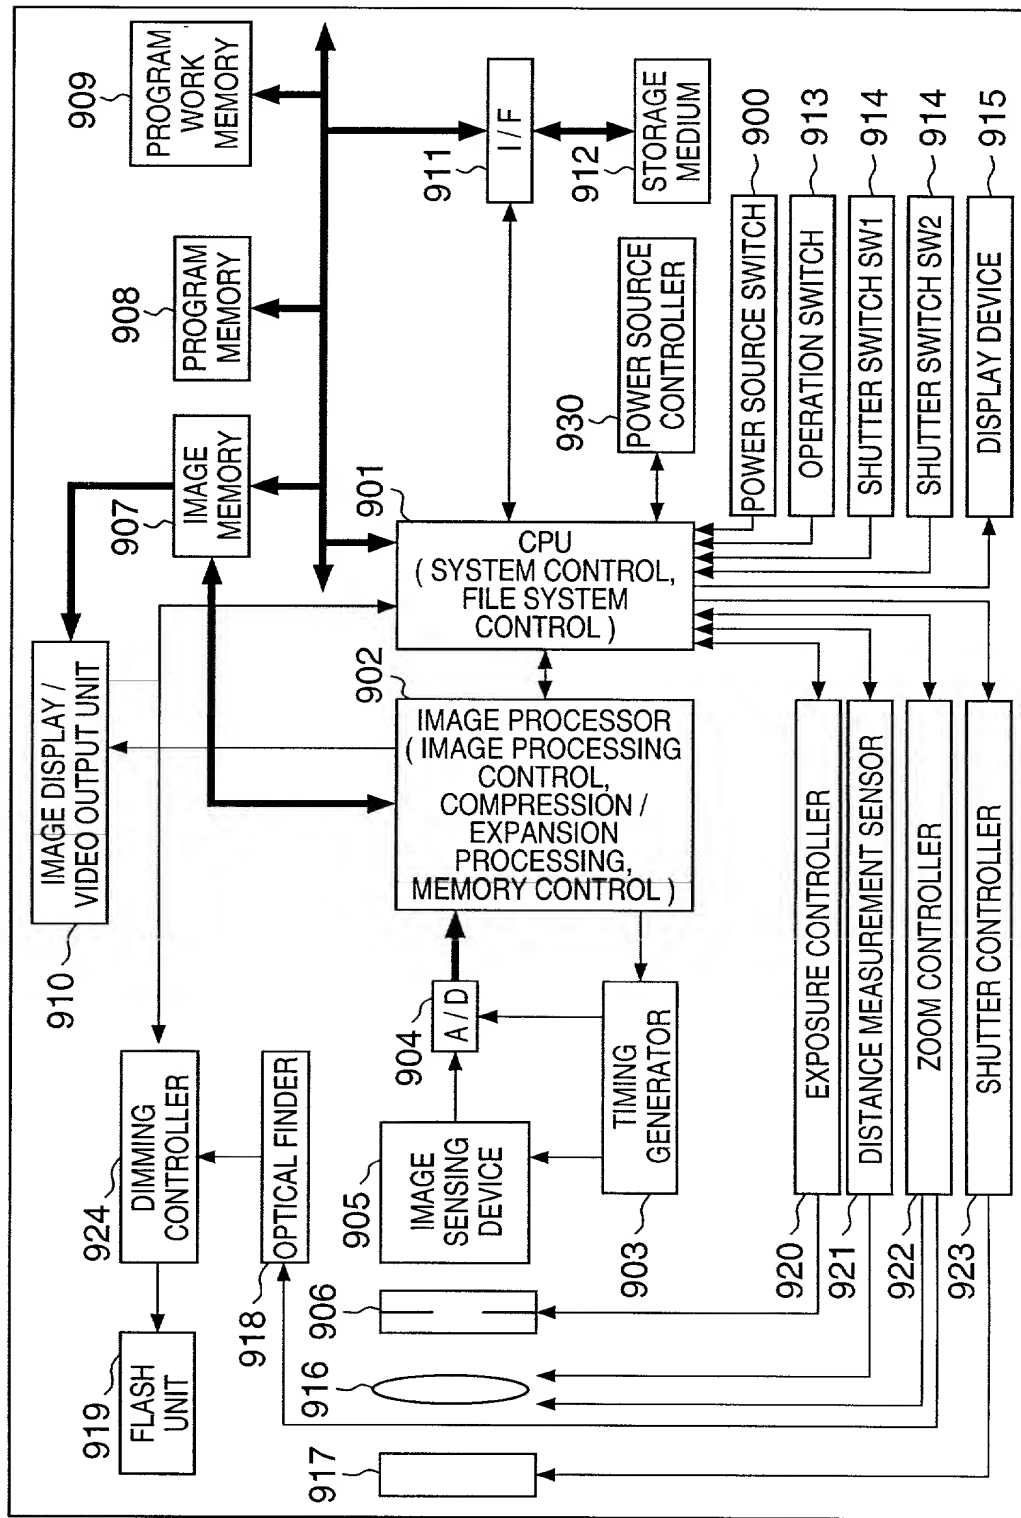 919
FLASH
UNIT
924
DIMMING
CONTROLLER
910
IMAGE DISPLAY /
VIDEO OUTPUT UNIT
907
IMAGE
MEMORY
908
PROGRAM
MEMORY
909
PROGRAM
WORK
MEMORY
918
OPTICAL FINDER
917
916
906
905
IMAGE
SENSING
DEVICE
904
A / D
903
TIMING
GENERATOR
902
IMAGE PROCESSOR
( IMAGE PROCESSING
CONTROL,
COMPRESSION /
EXPANSION
PROCESSING,
MEMORY CONTROL )
901
CPU
( SYSTEM CONTROL,
FILE SYSTEM
CONTROL )
911
I / F
912
STORAGE
MEDIUM
930
POWER SOURCE
CONTROLLER
920
EXPOSURE CONTROLLER
921
DISTANCE MEASUREMENT SENSOR
922
ZOOM CONTROLLER
923
SHUTTER CONTROLLER
POWER SOURCE SWITCH
900
OPERATION SWITCH
913
SHUTTER SWITCH SW1
914
SHUTTER SWITCH SW2
914
DISPLAY DEVICE
915